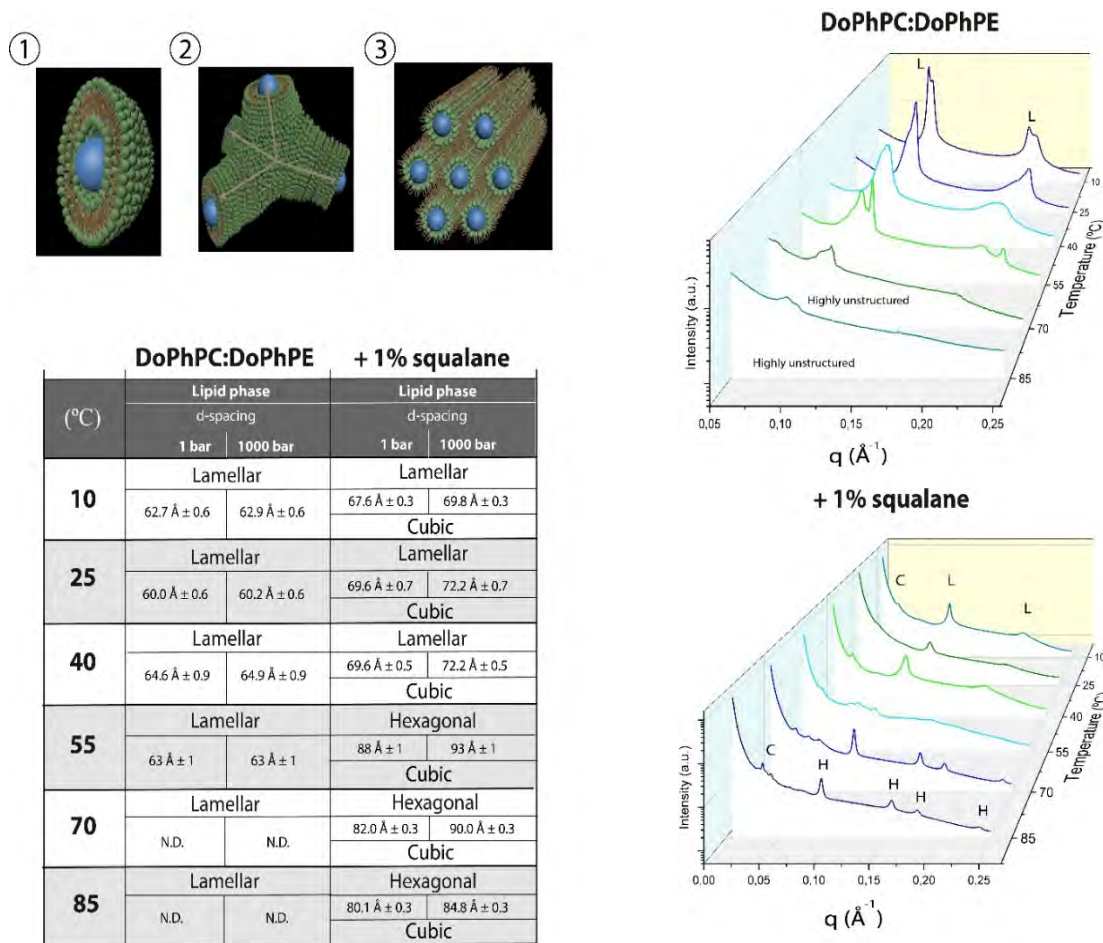 1 2 3
DoPhPC:DoPhPE + 1% squalane
(ºC)
Lipid phase Lipid phase
d-spacing d-spacing
1 bar 1000 bar 1 bar 1000 bar
10
Lamellar Lamellar
62.7 Å ± 0.6 62.9 Å ± 0.6 67.6 Å ± 0.3 69.8 Å ± 0.3
Cubic
25
Lamellar Lamellar
60.0 Å ± 0.6 60.2 Å ± 0.6 69.6 Å ± 0.7 72.2 Å ± 0.7
Cubic
40
Lamellar Lamellar
64.6 Å ± 0.9 64.9 Å ± 0.9 69.6 Å ± 0.5 72.2 Å ± 0.5
Cubic
55
Lamellar Hexagonal
63 Å ± 1 63 Å ± 1 88 Å ± 1 93 Å ± 1
Cubic
70
Lamellar Hexagonal
N.D. N.D. 82.0 Å ± 0.3 90.0 Å ± 0.3
Cubic
85
Lamellar Hexagonal
N.D. N.D. 80.1 Å ± 0.3 84.8 Å ± 0.3
Cubic
DoPhPC:DoPhPE
L
L
10
25
40
55
70
85
Temperature (ºC)
Intensity (a.u.)
Highly unstructured
Highly unstructured
0,05 0,10 0,15 0,20 0,25
q (Å⁻¹)
+ 1% squalane
C L L
10
25
40
55
70
85
Temperature (ºC)
Intensity (a.u.)
C H H H H
0.00 0,05 0,10 0,15 0,20 0,25
q (Å⁻¹)